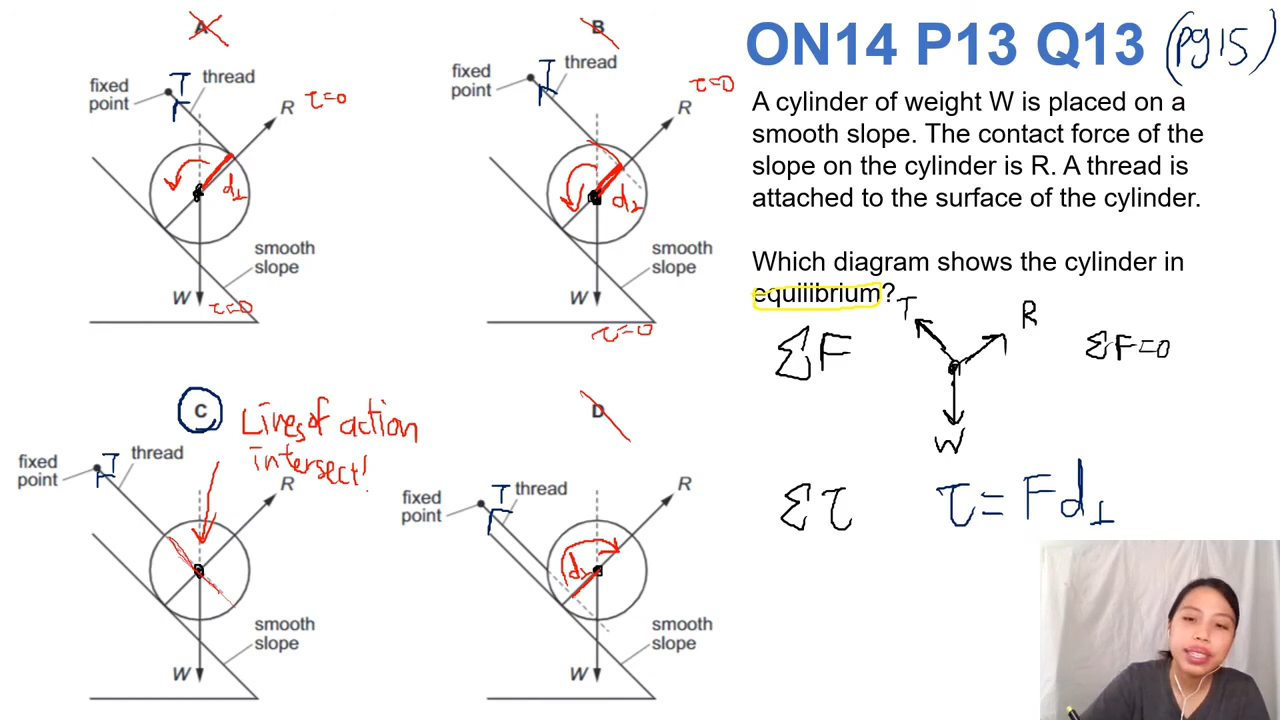 ON14 P13 Q13 (pg 15)
A cylinder of weight W is placed on a
smooth slope. The contact force of the
slope on the cylinder is R. A thread is
attached to the surface of the cylinder.
Which diagram shows the cylinder in
equilibrium?
A
fixed
point
T
thread
R
τ=0
d⊥
smooth
slope
W
τ=0
B
fixed
point
T
thread
R
τ=0
d⊥
smooth
slope
W
τ=0
C
Lines of action
intersect!
fixed
point
T
thread
R
smooth
slope
W
D
fixed
point
T
thread
R
d⊥
smooth
slope
W
ΣF
T
R
W
ΣF=0
Στ
τ = Fd⊥